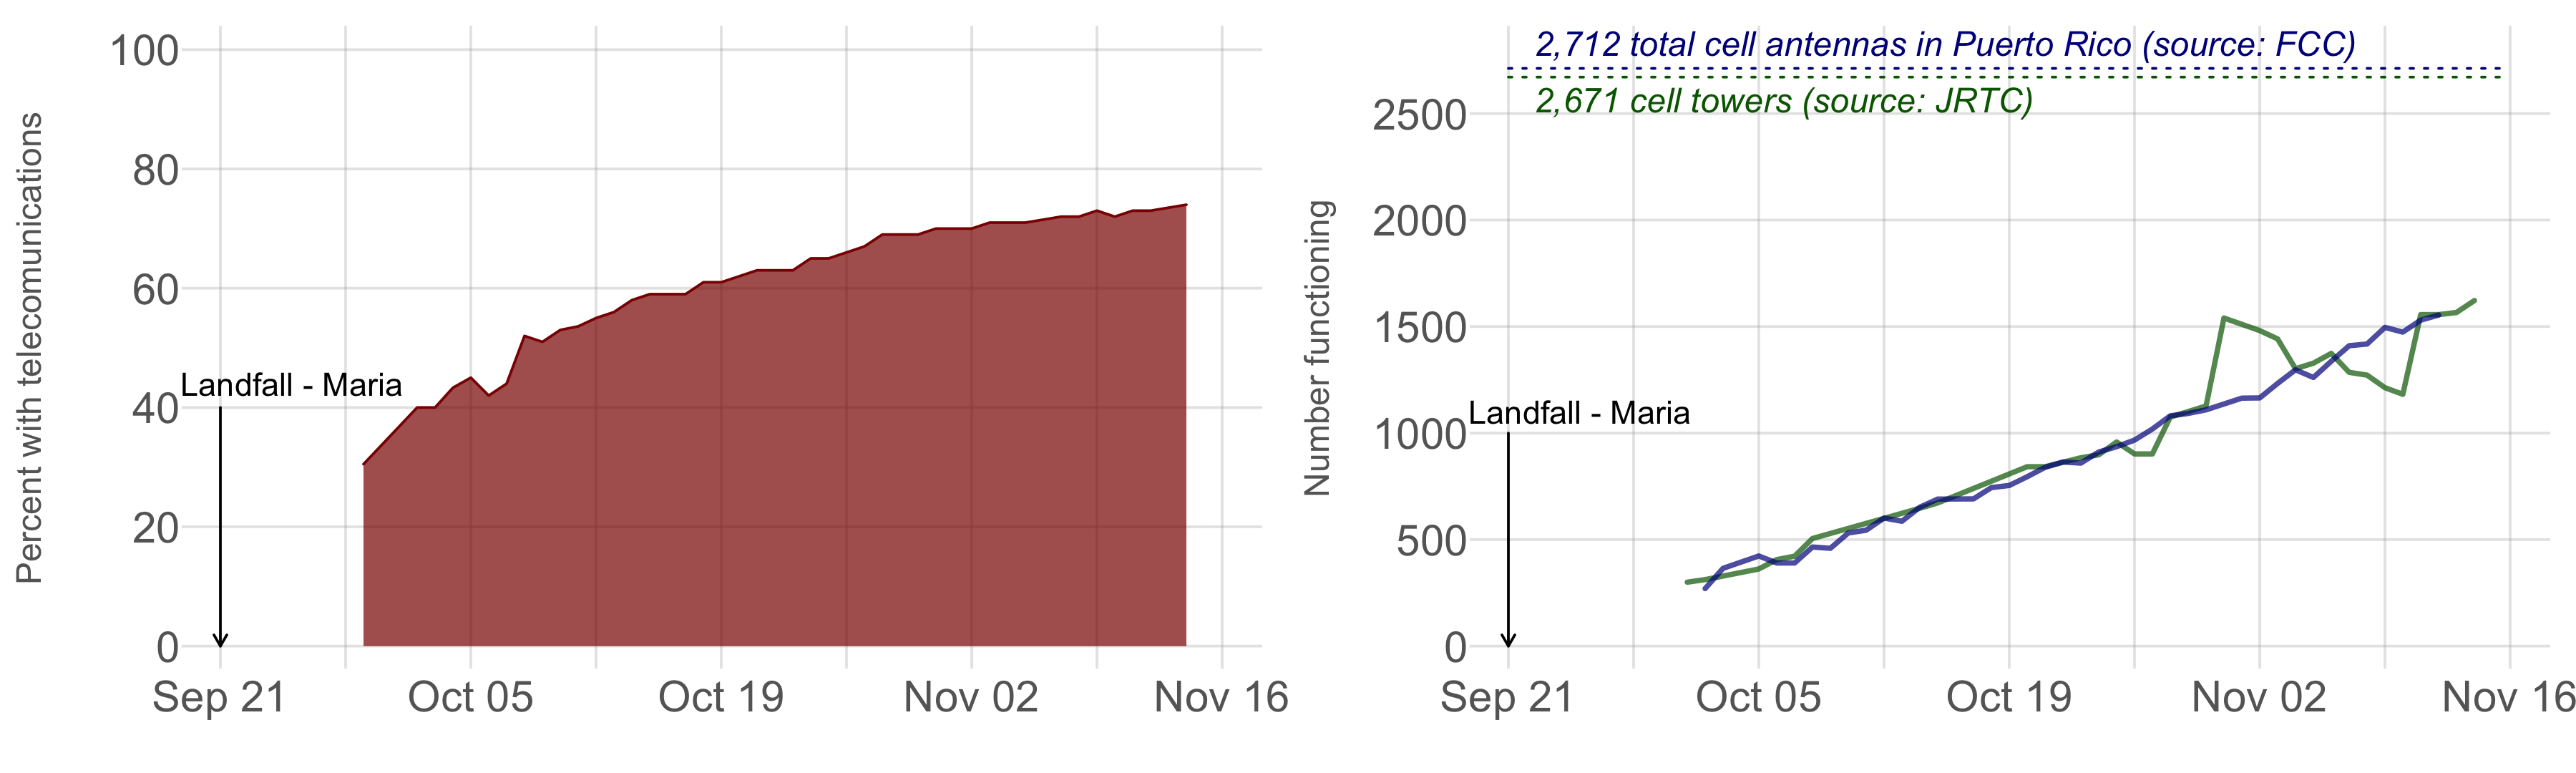 Percent with telecomunications
100
80
60
40
20
0
Landfall - Maria
Sep 21
Oct 05
Oct 19
Nov 02
Nov 16
Number functioning
2,712 total cell antennas in Puerto Rico (source: FCC)
2,671 cell towers (source: JRTC)
2500
2000
1500
1000
500
0
Landfall - Maria
Sep 21
Oct 05
Oct 19
Nov 02
Nov 16